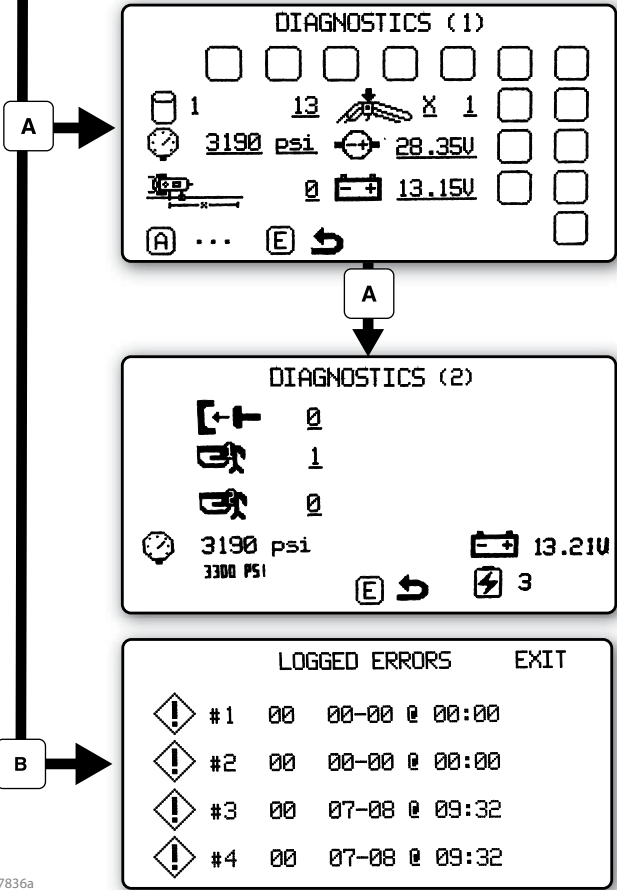 DIAGNOSTICS (1)
1 13 X 1
A
3190 psi -+ 28.35V
x 0 - + 13.15V
A ... E
A
DIAGNOSTICS (2)
0
1
0
3190 psi - + 13.21V
3300 PSI
E 3
LOGGED ERRORS EXIT
#1 00 00-00 @ 00:00
#2 00 00-00 @ 00:00
B
#3 00 07-08 @ 09:32
#4 00 07-08 @ 09:32
7836a